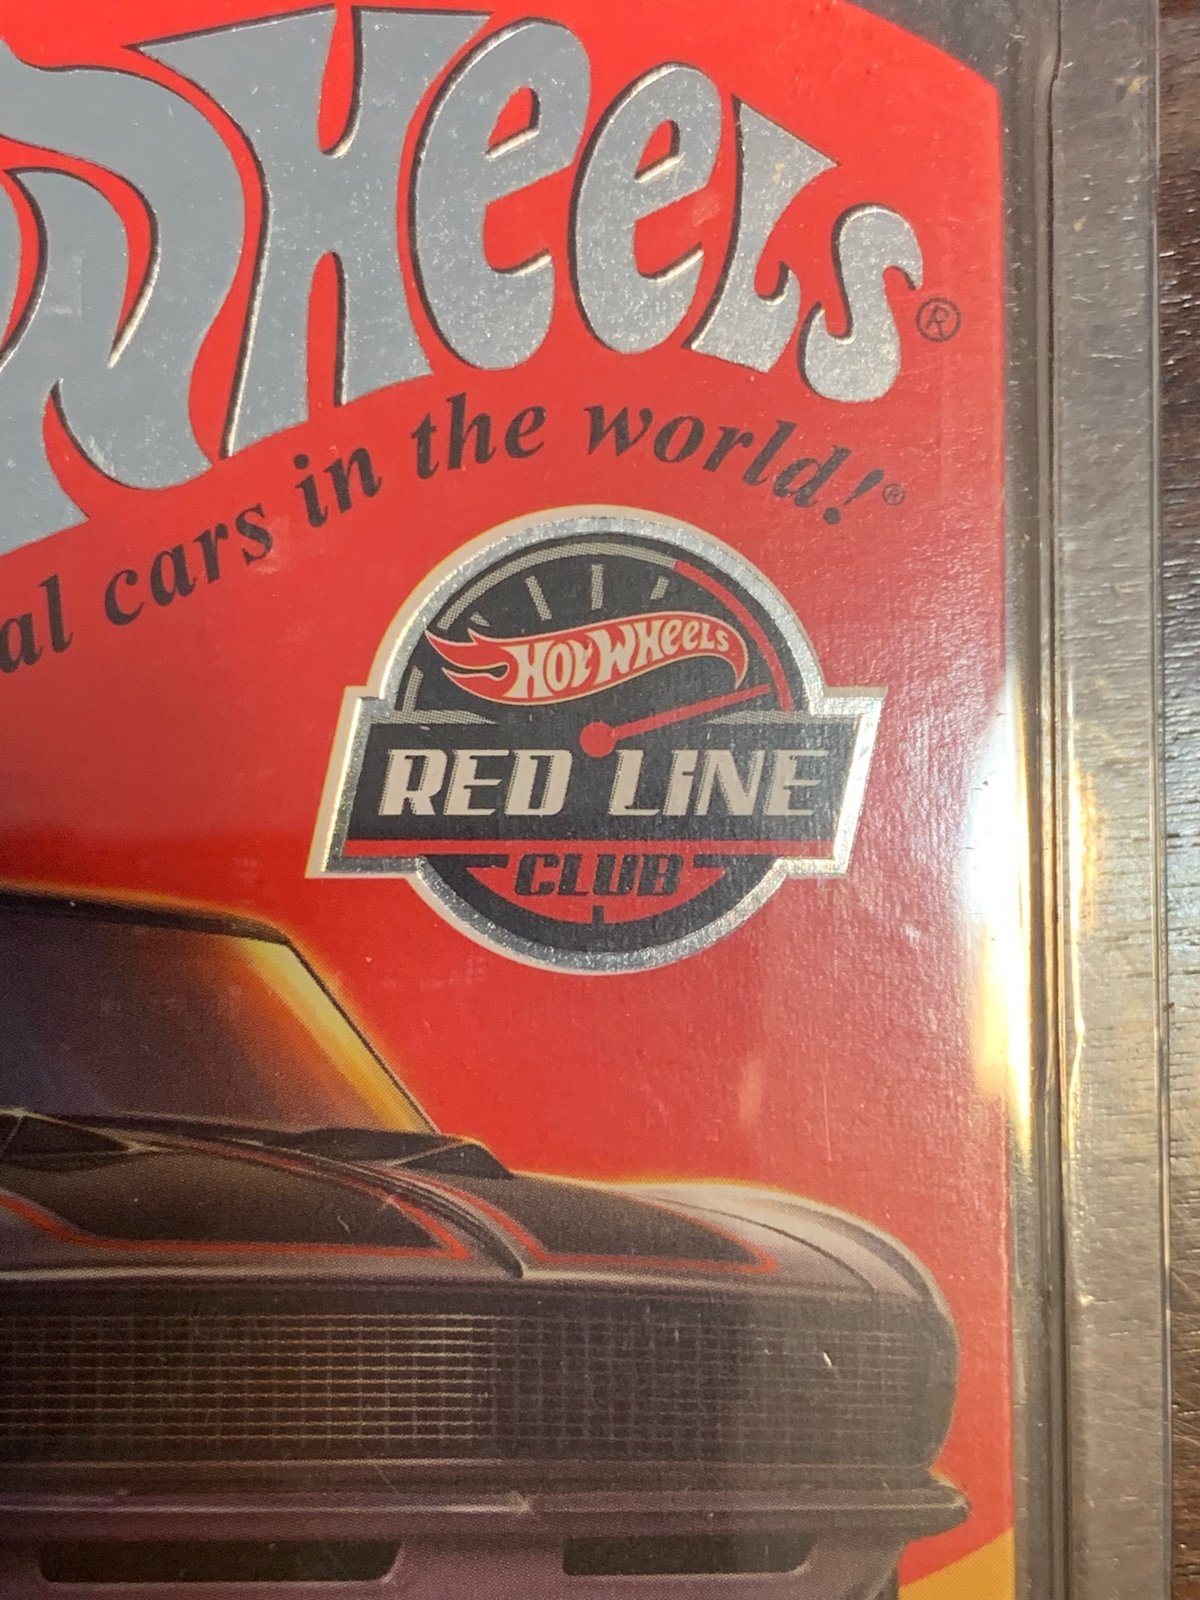 Wheels®
al cars in the world!®
HOT WHEELS
RED LINE
CLUB